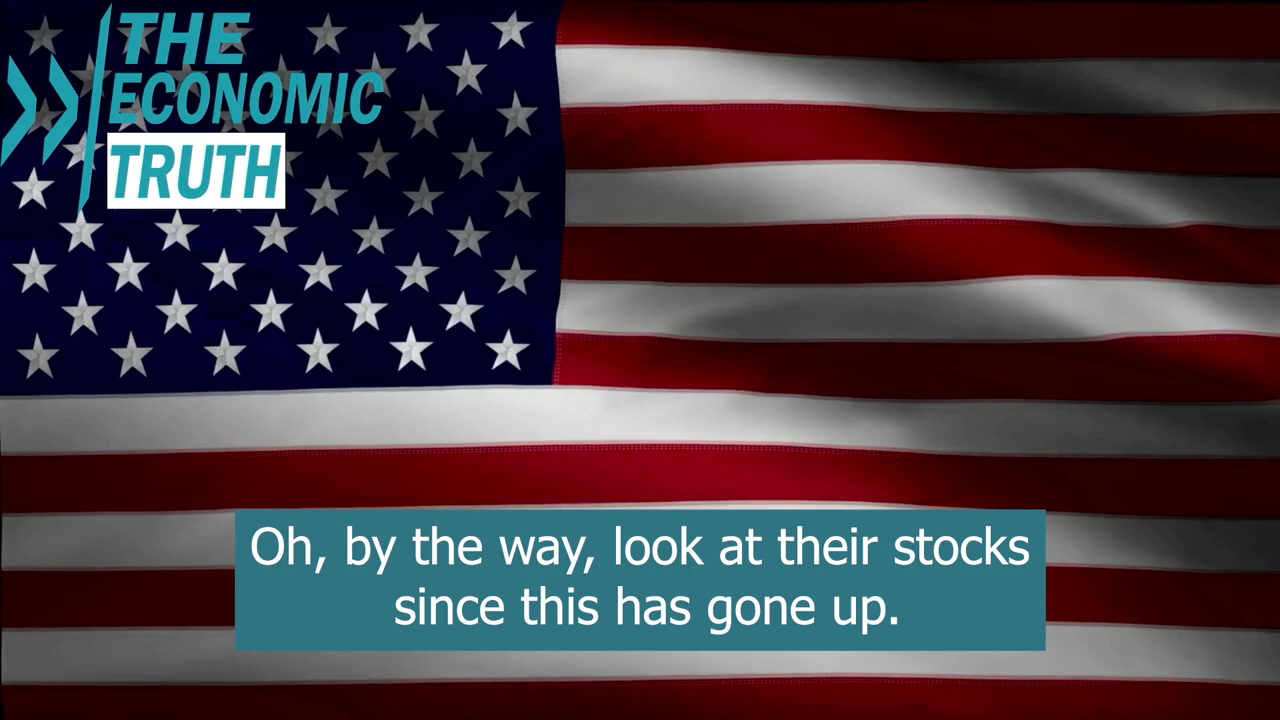 THE
ECONOMIC
TRUTH
Oh, by the way, look at their stocks
since this has gone up.